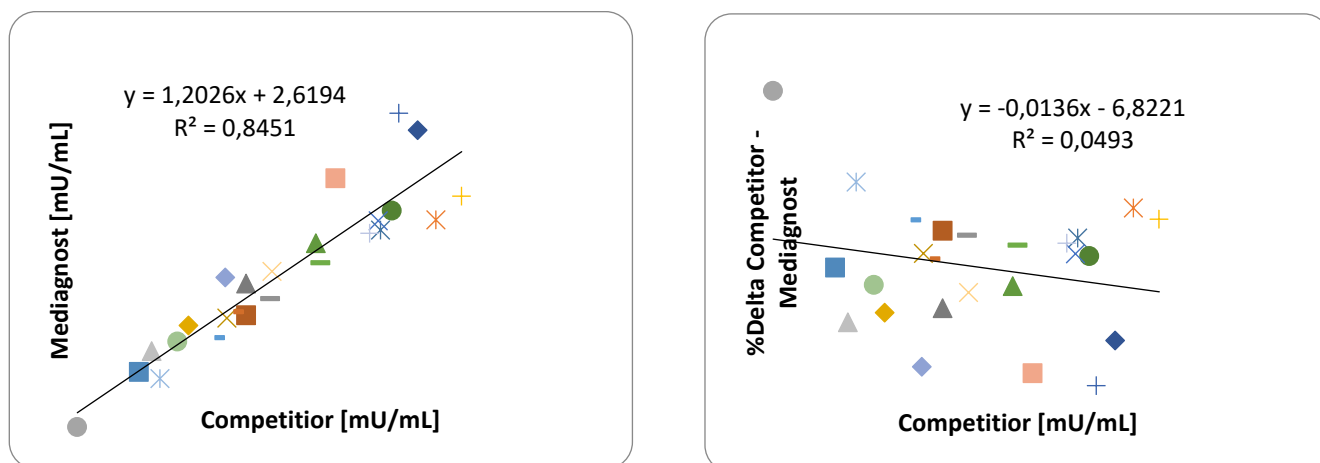 y = 1,2026x + 2,6194
R² = 0,8451
Mediagnost [mU/mL]
Competitior [mU/mL]
y = -0,0136x - 6,8221
R² = 0,0493
%Delta Competitor -
Mediagnost
Competitior [mU/mL]